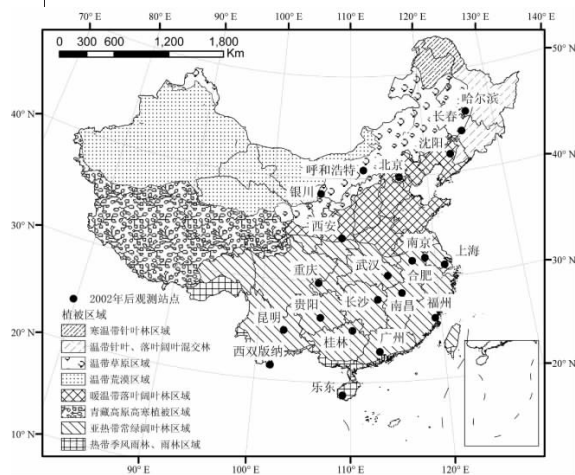 70° E 80° E 90° E 100° E 110° E 120° E 130° E 140° E
0 300 600 1,200 1,800
Km
50° N
40° N
30° N
20° N
10° N
40° N
30° N
20° N
10° N
哈尔滨
长春
沈阳
呼和浩特
北京
银川
西安
南京
上海
武汉
合肥
重庆
长沙
南昌
福州
贵阳
昆明
桂林
广州
西双版纳
乐东
2002年后观测站点
植被区域
寒温带针叶林区域
温带针叶、落叶阔叶混交林
温带草原区域
温带荒漠区域
暖温带落叶阔叶林区域
青藏高原高寒植被区域
亚热带常绿阔叶林区域
热带季风雨林、雨林区域
90° E 100° E 110° E 120° E